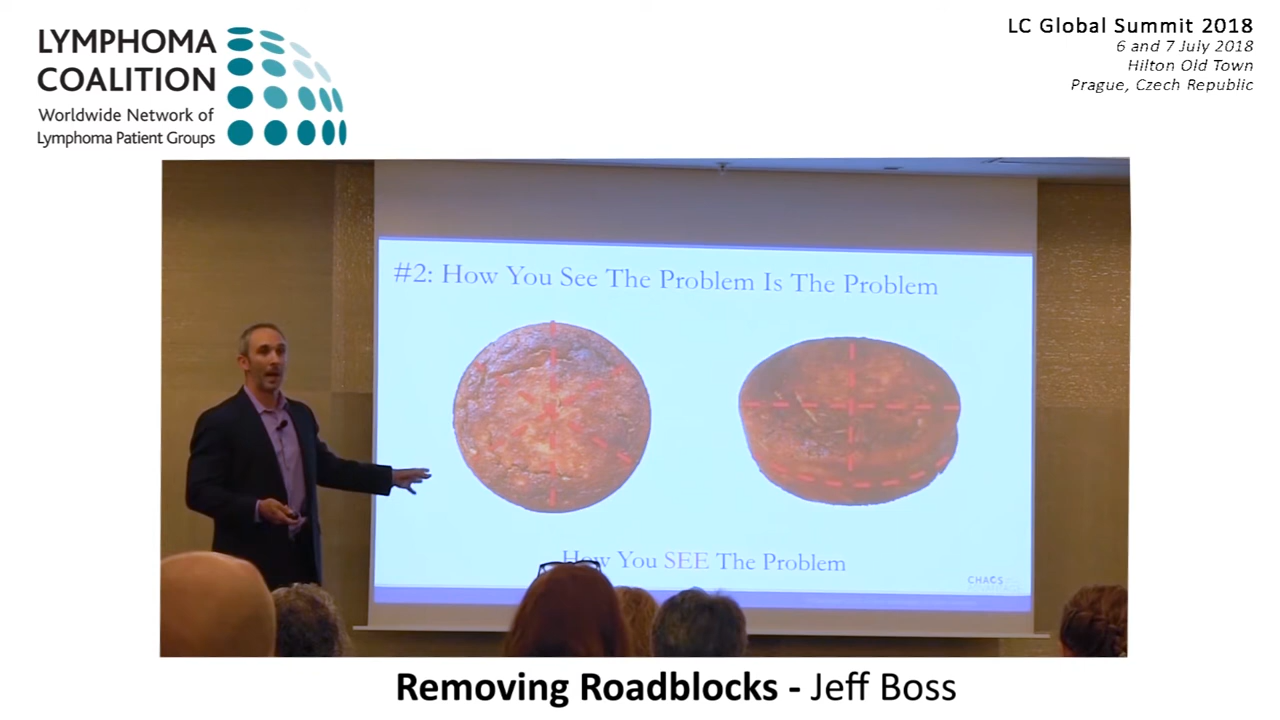 LYMPHOMA
COALITION
Worldwide Network of
Lymphoma Patient Groups
LC Global Summit 2018
6 and 7 July 2018
Hilton Old Town
Prague, Czech Republic
#2: How You See The Problem Is The Problem
How You SEE The Problem
CHAOS
Removing Roadblocks - Jeff Boss